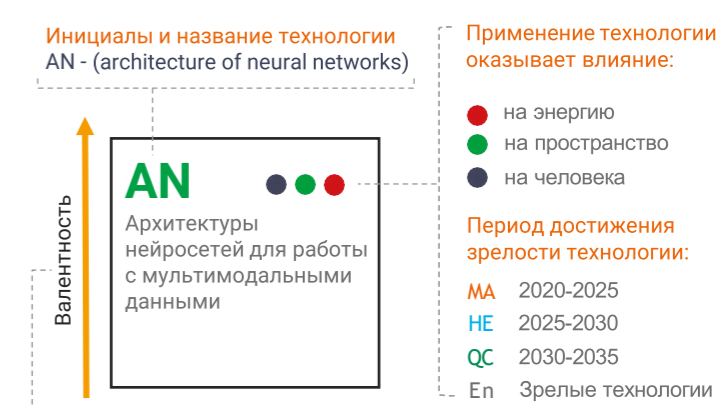 Инициалы и название технологии
AN - (architecture of neural networks)
Валентность
AN
Архитектуры
нейросетей для работы
с мультимодальными
данными
Применение технологии
оказывает влияние:
на энергию
на пространство
на человека
Период достижения
зрелости технологии:
MA 2020-2025
HE 2025-2030
QC 2030-2035
En Зрелые технологии